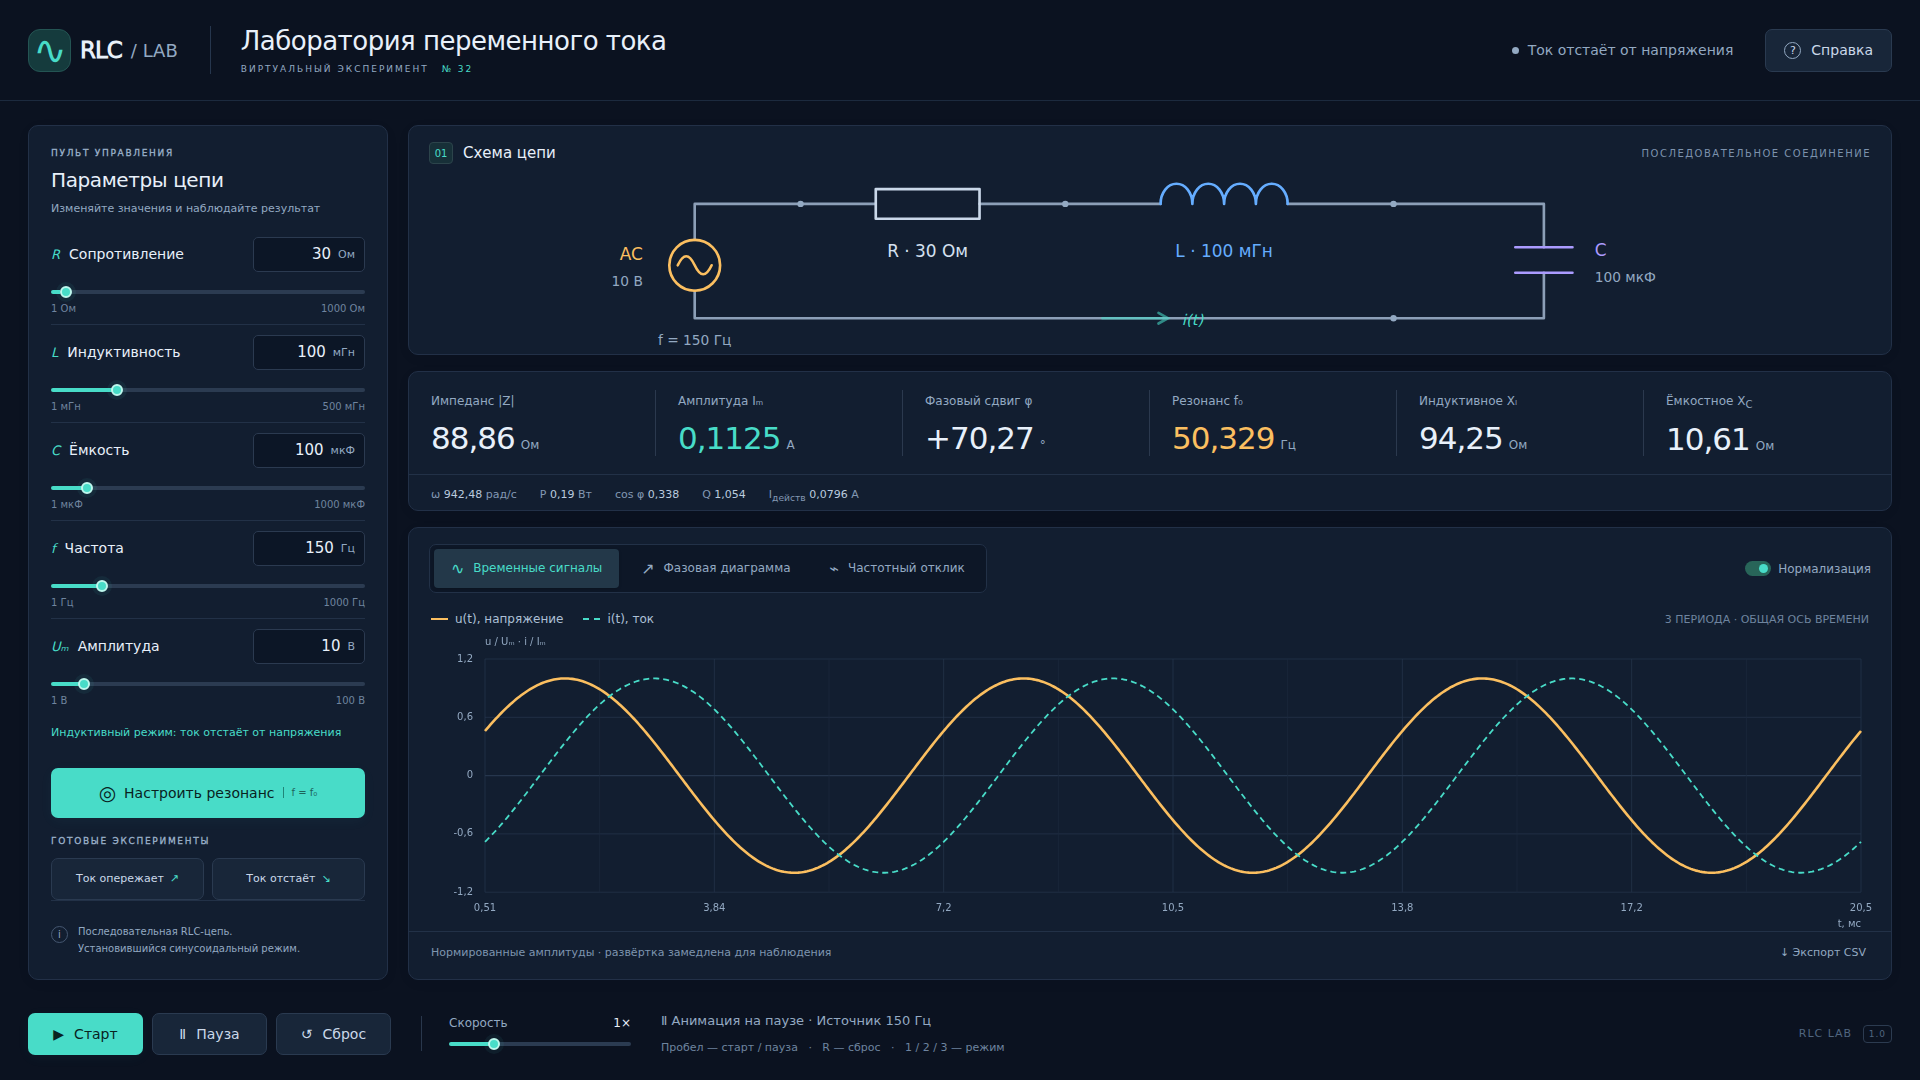 RLC / LAB
Лаборатория переменного тока
ВИРТУАЛЬНЫЙ ЭКСПЕРИМЕНТ № 32
Ток отстаёт от напряжения
? Справка
ПУЛЬТ УПРАВЛЕНИЯ
Параметры цепи
Изменяйте значения и наблюдайте результат
R Сопротивление 30 Ом
1 Ом 1000 Ом
L Индуктивность 100 мГн
1 мГн 500 мГн
C Ёмкость 100 мкФ
1 мкФ 1000 мкФ
f Частота 150 Гц
1 Гц 1000 Гц
Uₘ Амплитуда 10 В
1 В 100 В
Индуктивный режим: ток отстаёт от напряжения
◎ Настроить резонанс | f = f₀
ГОТОВЫЕ ЭКСПЕРИМЕНТЫ
Ток опережает ↗
Ток отстаёт ↘
i Последовательная RLC-цепь.
Установившийся синусоидальный режим.
01 Схема цепи
ПОСЛЕДОВАТЕЛЬНОЕ СОЕДИНЕНИЕ
AC
10 В
R · 30 Ом
L · 100 мГн
C
100 мкФ
i(t)
f = 150 Гц
Импеданс |Z|
88,86 Ом
Амплитуда Iₘ
0,1125 А
Фазовый сдвиг φ
+70,27 °
Резонанс f₀
50,329 Гц
Индуктивное Xₗ
94,25 Ом
Ёмкостное XC
10,61 Ом
ω 942,48 рад/с P 0,19 Вт cos φ 0,338 Q 1,054 Iдейств 0,0796 А
∿ Временные сигналы
↗ Фазовая диаграмма
⌁ Частотный отклик
Нормализация
u(t), напряжение
i(t), ток
3 ПЕРИОДА · ОБЩАЯ ОСЬ ВРЕМЕНИ
u / Uₘ · i / Iₘ
1,2
0,6
0
-0,6
-1,2
0,51 3,84 7,2 10,5 13,8 17,2 20,5
t, мс
Нормированные амплитуды · развёртка замедлена для наблюдения
↓ Экспорт CSV
▶ Старт
Ⅱ Пауза
↺ Сброс
Скорость 1×
Ⅱ Анимация на паузе · Источник 150 Гц
Пробел — старт / пауза · R — сброс · 1 / 2 / 3 — режим
RLC LAB 1.0